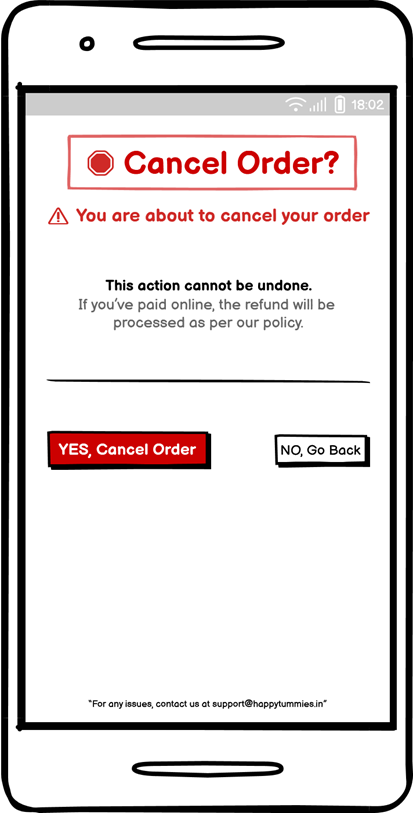 18:02
Cancel Order?
You are about to cancel your order
This action cannot be undone.
If you've paid online, the refund will be
processed as per our policy.
YES, Cancel Order
NO, Go Back
"For any issues, contact us at support@happytummies.in"